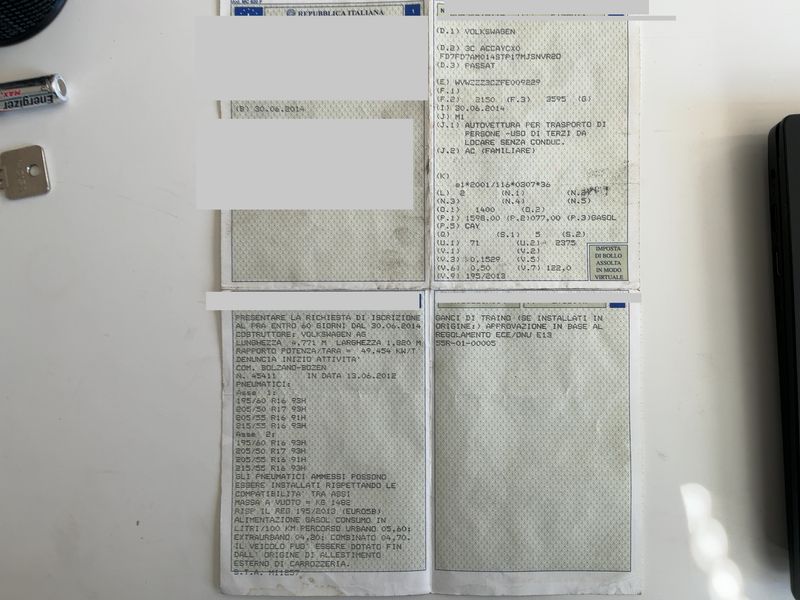 Mod. MC 820 F
REPUBBLICA ITALIANA
(B) 30.06.2014
(D.1) VOLKSWAGEN
(D.2) 3C ACCAYCX0
FD7FD7AM014STP17MJSNVR20
(D.3) PASSAT
(E) WVWZZZ3CZFE009229
(F.1)
(F.2) 2150 (F.3) 3595 (G)
(I) 30.06.2014
(J) M1
(J.1) AUTOVETTURA PER TRASPORTO DI
PERSONE -USO DI TERZI DA
LOCARE SENZA CONDUC.
(J.2) AC (FAMILIARE)
(K)
e1*2001/116*0307*36
(L) 2 (N.1) (N.2)
(N.3) (N.4) (N.5)
(O.1) 1400 (O.2)
(P.1) 1598,00 (P.2)077,00 (P.3)GASOL
(P.5) CAY
(Q) (S.1) 5 (S.2)
(U.1) 71 (U.2) 2375
(V.1) (V.2)
(V.3) 0,1529 (V.5)
(V.6) 0,50 (V.7) 122,0
(V.9) 195/2013
IMPOSTA
DI BOLLO
ASSOLTA
IN MODO
VIRTUALE
PRESENTARE LA RICHIESTA DI ISCRIZIONE
AL PRA ENTRO 60 GIORNI DAL 30.06.2014
COSTRUTTORE: VOLKSWAGEN AG
LUNGHEZZA 4,771 M LARGHEZZA 1,820 M
RAPPORTO POTENZA/TARA = 49,454 KW/T
DENUNCIA INIZIO ATTIVITA'
COM. BOLZANO-BOZEN
N. 45411 IN DATA 13.06.2012
PNEUMATICI:
Asse 1:
195/60 R16 93H
205/50 R17 93H
205/55 R16 91H
215/55 R16 93H
Asse 2:
195/60 R16 93H
205/50 R17 93H
205/55 R16 91H
215/55 R16 93H
GLI PNEUMATICI AMMESSI POSSONO
ESSERE INSTALLATI RISPETTANDO LE
COMPATIBILITA' TRA ASSI
MASSA A VUOTO = KG 1482
RISP IL REG 195/2013 (EURO5B)
ALIMENTAZIONE GASOL CONSUMO IN
LITRI/100 KM PERCORSO URBANO 05,60;
EXTRAURBANO 04,20; COMBINATO 04,70.
IL VEICOLO PUO' ESSERE DOTATO FIN
DALL' ORIGINE DI ALLESTIMENTO
ESTERNO DI CARROZZERIA.
S.T.A. MI1257
GANCI DI TRAINO (SE INSTALLATI IN
ORIGINE:) APPROVAZIONE IN BASE AL
REGOLAMENTO ECE/ONU E13
55R-01-00005
Energizer
MAX.